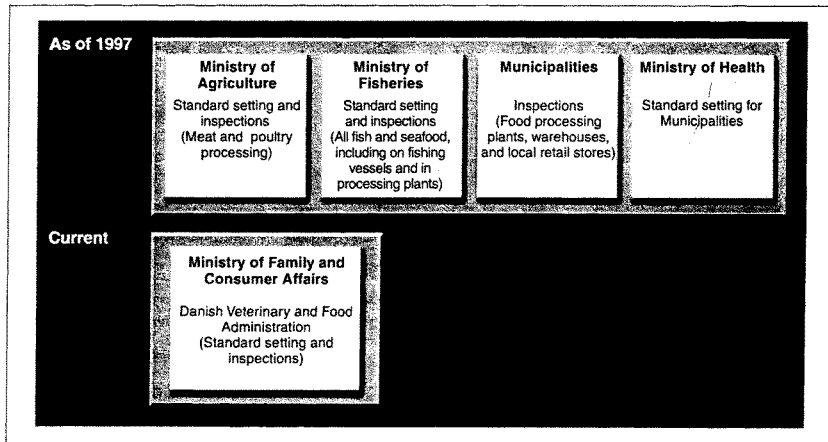 As of 1997
Ministry of
Agriculture
Standard setting and
inspections
(Meat and poultry
processing)
Ministry of
Fisheries
Standard setting
and inspections
(All fish and seafood,
including on fishing
vessels and in
processing plants)
Municipalities
Inspections
(Food processing
plants, warehouses,
and local retail stores)
Ministry of Health
Standard setting for
Municipalities
Current
Ministry of Family and
Consumer Affairs
Danish Veterinary and Food
Administration
(Standard setting and
inspections)